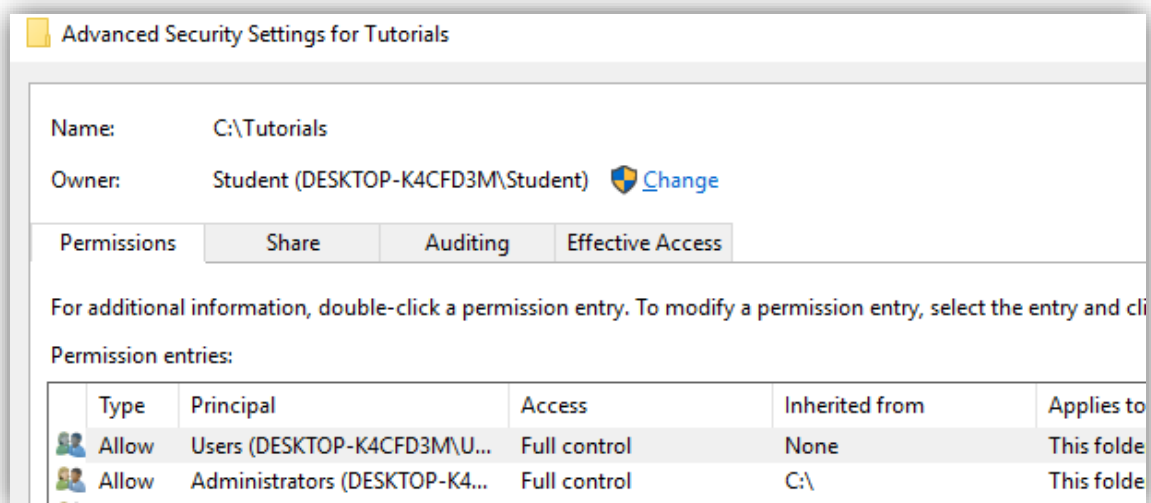 Advanced Security Settings for Tutorials
Name: C:\Tutorials
Owner: Student (DESKTOP-K4CFD3M\Student) Change
Permissions Share Auditing Effective Access
For additional information, double-click a permission entry. To modify a permission entry, select the entry and cli
Permission entries:
Type Principal Access Inherited from Applies to
Allow Users (DESKTOP-K4CFD3M\U... Full control None This folde
Allow Administrators (DESKTOP-K4... Full control C:\ This folde